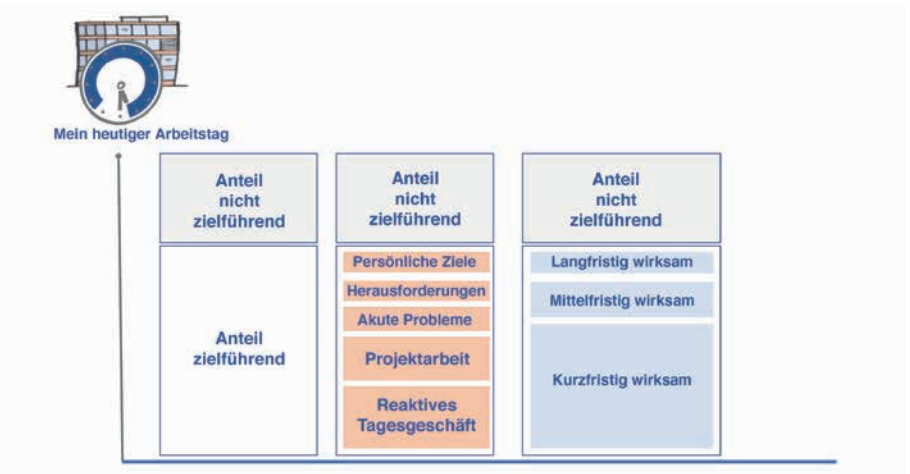 Mein heutiger Arbeitstag
Anteil
nicht
zielführend
Anteil
zielführend
Anteil
nicht
zielführend
Persönliche Ziele
Herausforderungen
Akute Probleme
Projektarbeit
Reaktives
Tagesgeschäft
Anteil
nicht
zielführend
Langfristig wirksam
Mittelfristig wirksam
Kurzfristig wirksam